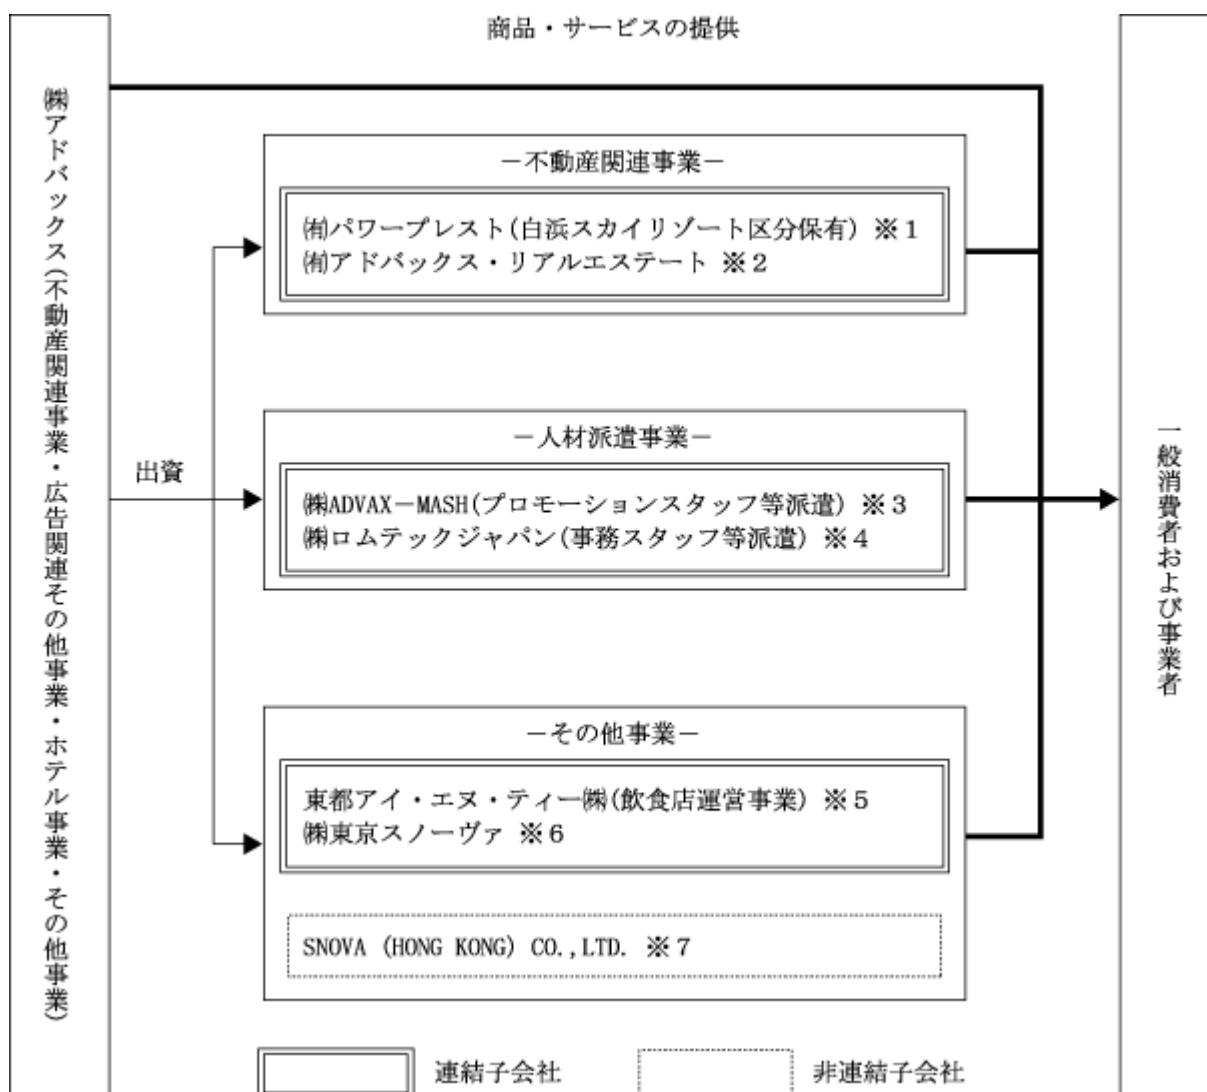 商品・サービスの提供
㈱アドバックス(不動産関連事業・広告関連その他事業・ホテル事業・その他事業)
－不動産関連事業－
㈲パワープレスト(白浜スカイリゾート区分保有) ※１
㈲アドバックス・リアルエステート ※２
出資
－人材派遣事業－
㈱ADVAX－MASH(プロモーションスタッフ等派遣) ※３
㈱ロムテックジャパン(事務スタッフ等派遣) ※４
－その他事業－
東都アイ・エヌ・ティー㈱(飲食店運営事業) ※５
㈱東京スノーヴァ ※６
SNOVA (HONG KONG) CO.,LTD. ※７
一般消費者および事業者
連結子会社
非連結子会社